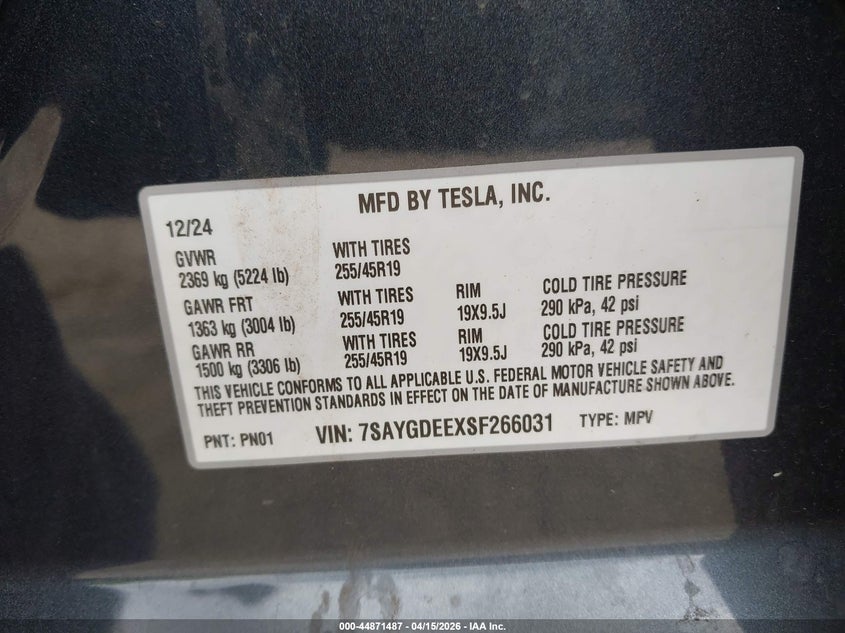 MFD BY TESLA, INC.
12/24
GVWR WITH TIRES
2369 kg (5224 lb) 255/45R19
GAWR FRT WITH TIRES RIM COLD TIRE PRESSURE
1363 kg (3004 lb) 255/45R19 19X9.5J 290 kPa, 42 psi
GAWR RR WITH TIRES RIM COLD TIRE PRESSURE
1500 kg (3306 lb) 255/45R19 19X9.5J 290 kPa, 42 psi
THIS VEHICLE CONFORMS TO ALL APPLICABLE U.S. FEDERAL MOTOR VEHICLE SAFETY AND
THEFT PREVENTION STANDARDS IN EFFECT ON THE DATE OF MANUFACTURE SHOWN ABOVE.
PNT: PN01 VIN: 7SAYGDEEXSF266031 TYPE: MPV
000-44871487 - 04/15/2026 - IAA Inc.